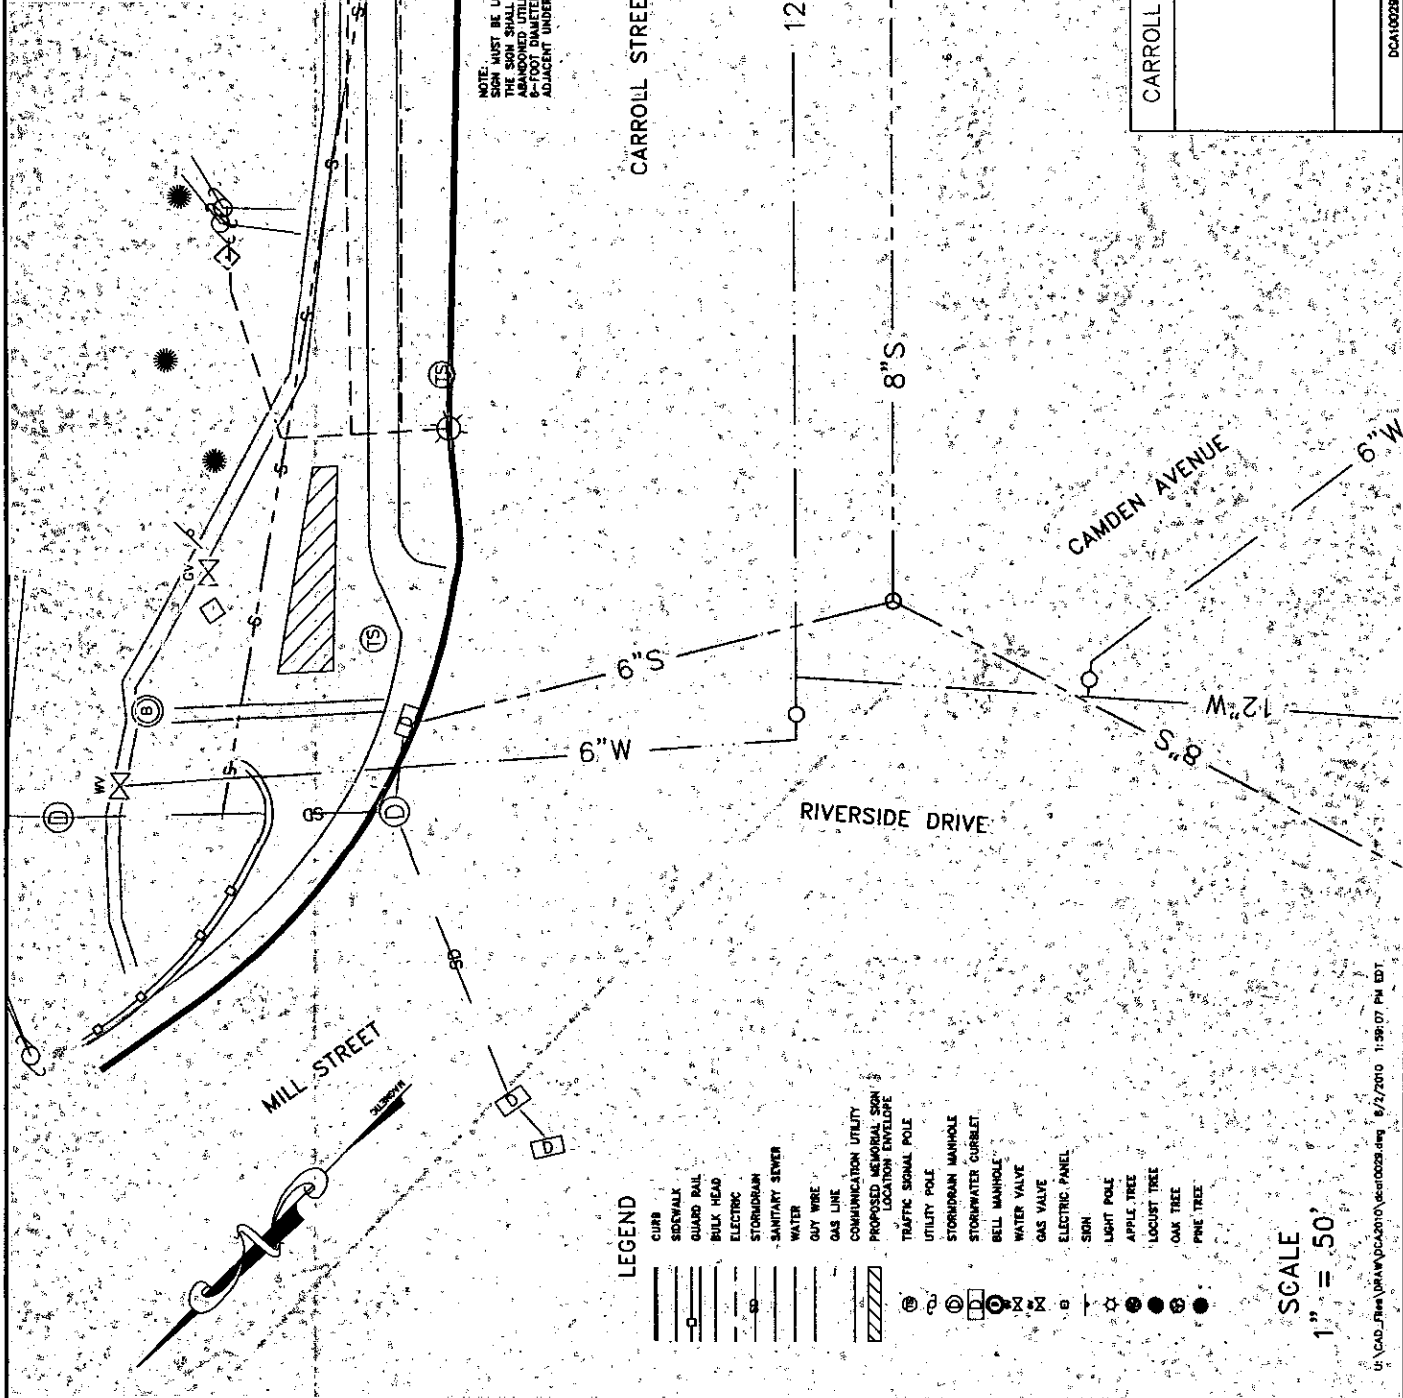 NOTE:
SIGN MUST BE U
THE SIGN SHALL
ABANDONED UTILI
6-FOOT DIAMETE
ADJACENT UNDER
CARROLL STREE
12
8"S
CARROLL
DCA10029
CAMDEN AVENUE
6"W
6"S
6"W
12"W
8"S
RIVERSIDE DRIVE
MILL STREET
MAGNETIC
S
S
S
S
S
S
S
TS
TS
GV
WV
B
D
D
D
D
D
SD
SD
LEGEND
CURB
SIDEWALK
GUARD RAIL
BULK HEAD
ELECTRIC
STORMDRAIN
SANITARY SEWER
WATER
GUY WIRE
GAS LINE
COMMUNICATION UTILITY
PROPOSED MEMORIAL SIGN
LOCATION ENVELOPE
TRAFFIC SIGNAL POLE
UTILITY POLE
STORMDRAIN MANHOLE
STORMWATER CURBLET
BELL MANHOLE
WATER VALVE
GAS VALVE
ELECTRIC PANEL
SIGN
LIGHT POLE
APPLE TREE
LOCUST TREE
OAK TREE
PINE TREE
SCALE
1" = 50'
1:59:07 PM EDT